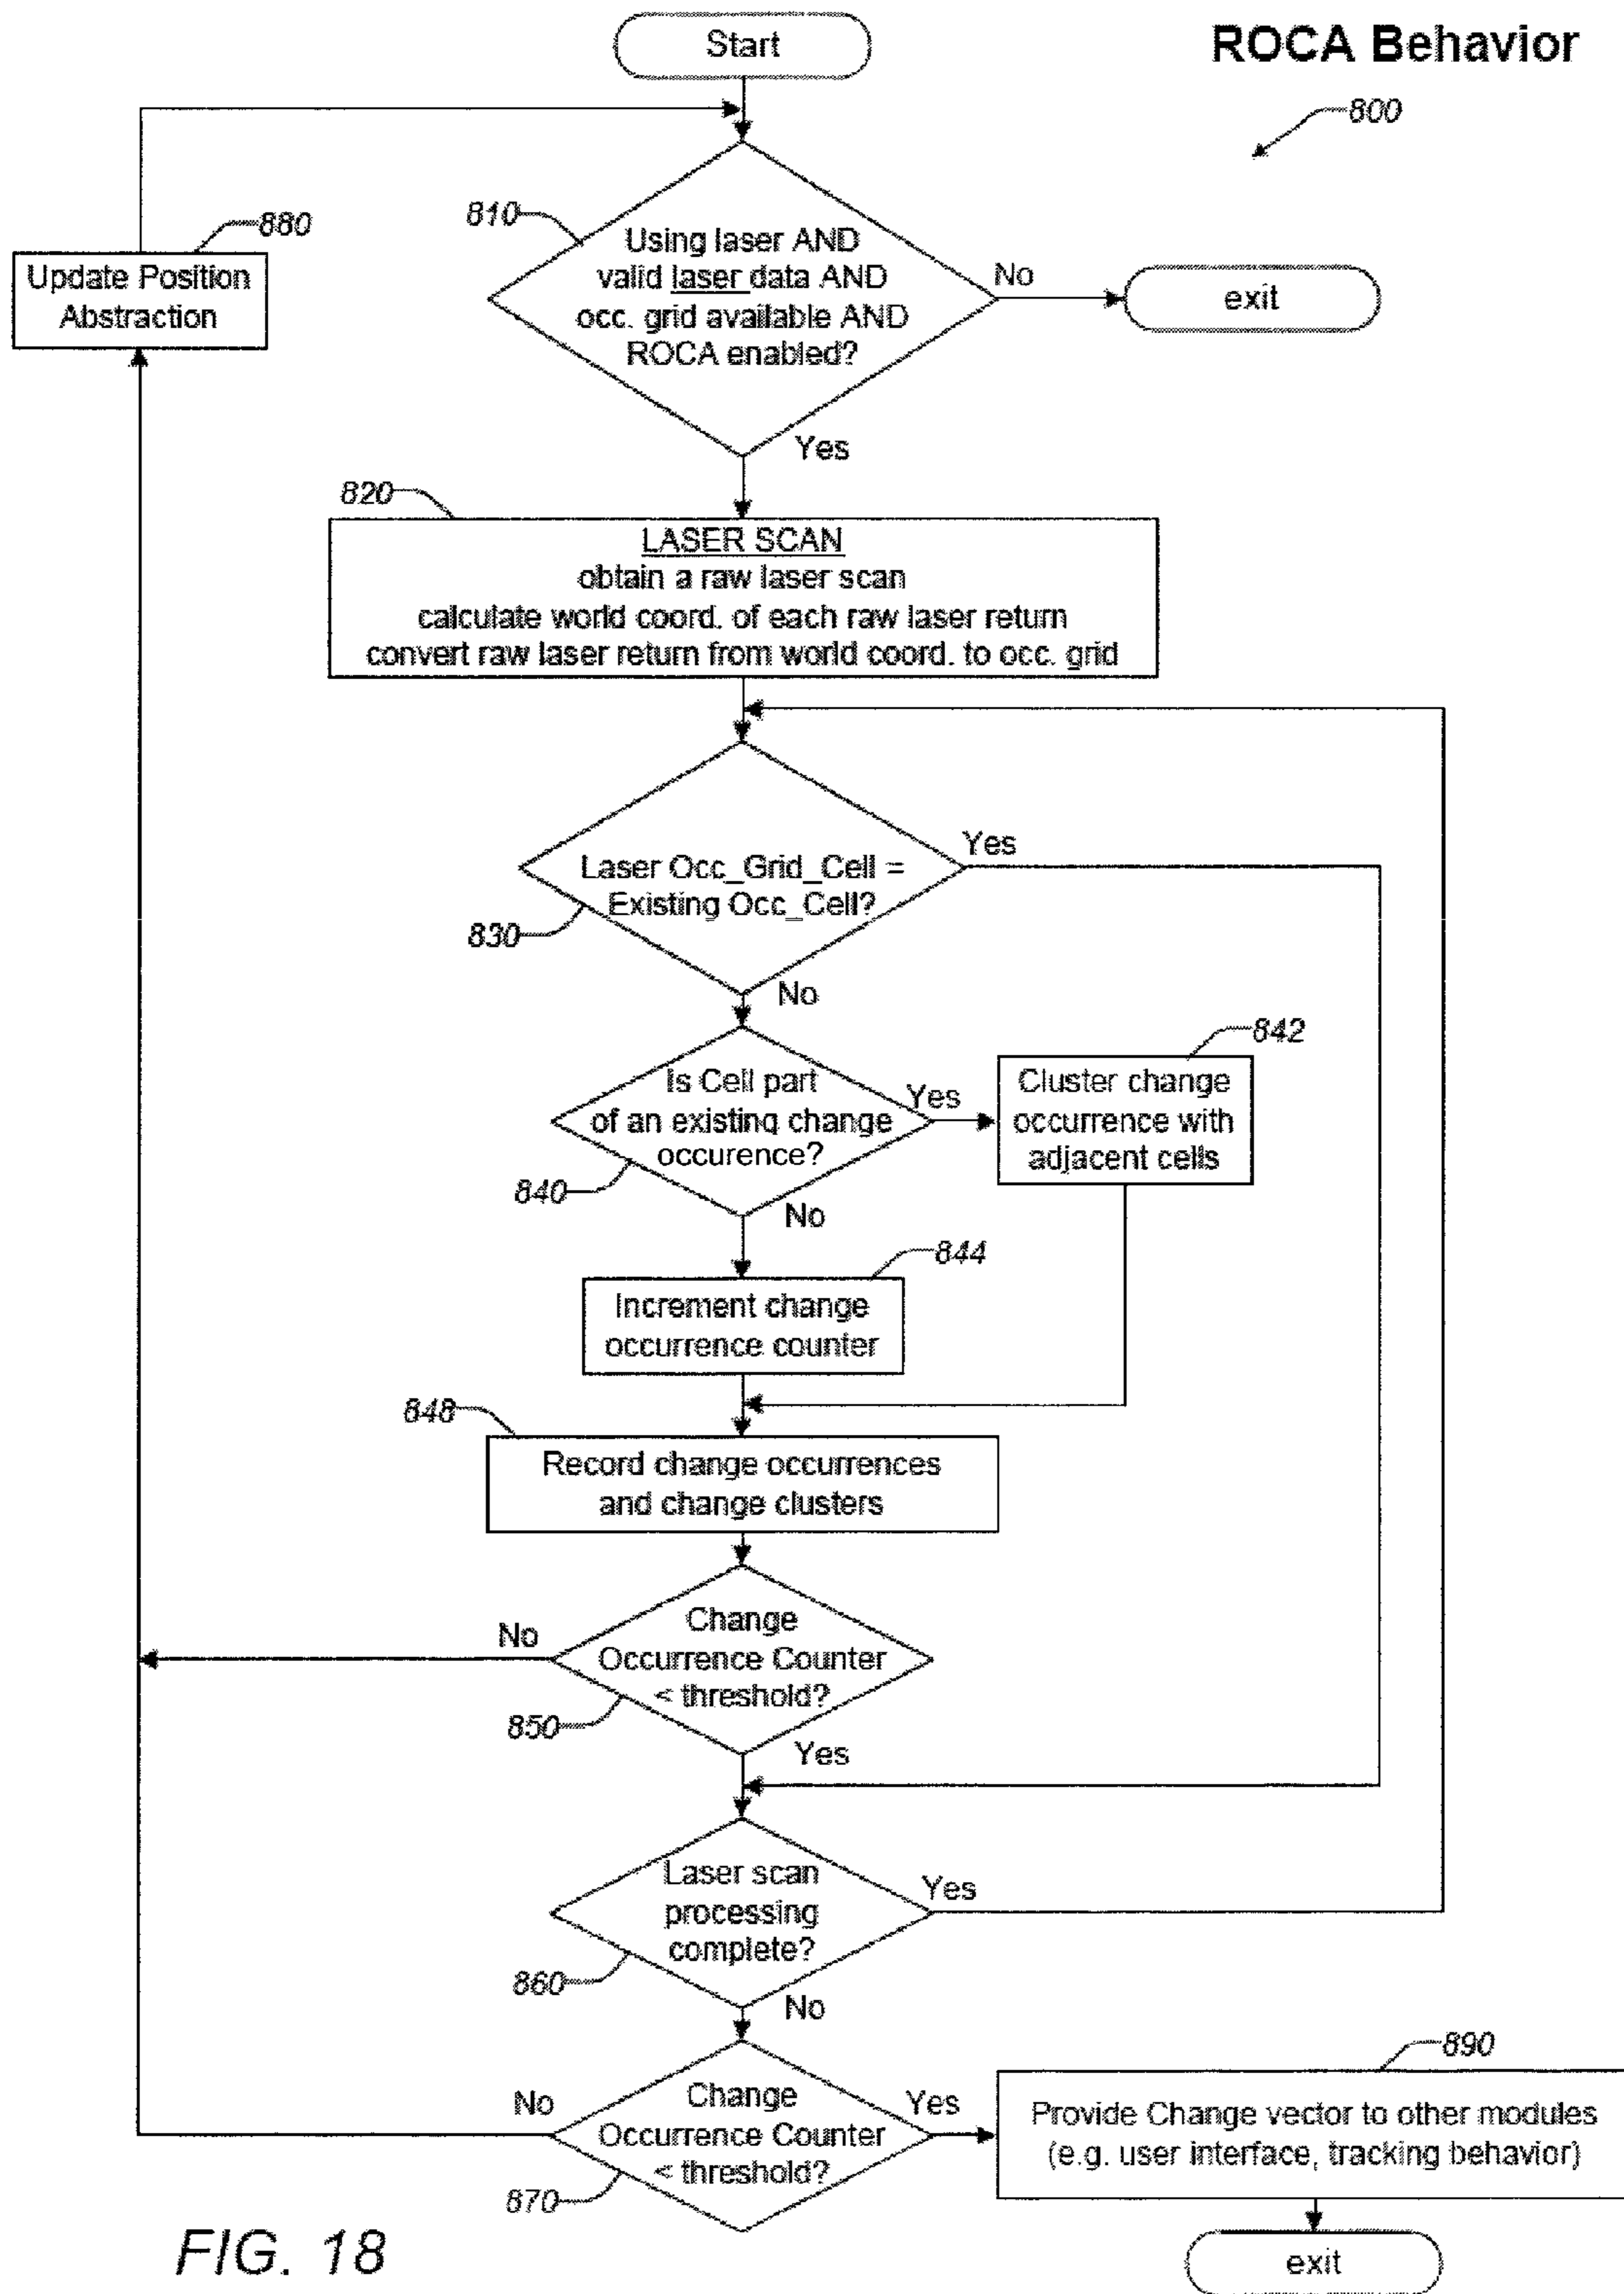 Start
ROCA Behavior
800
810
Using laser AND
valid laser data AND
occ. grid available AND
ROCA enabled?
No
exit
880
Update Position
Abstraction
Yes
820
LASER SCAN
obtain a raw laser scan
calculate world coord. of each raw laser return
convert raw laser return from world coord. to occ. grid
Yes
Laser Occ_Grid_Cell =
Existing Occ_Cell?
830
No
842
Is Cell part
of an existing change
occurence?
Yes
Cluster change
occurrence with
adjacent cells
840
No
844
Increment change
occurrence counter
848
Record change occurrences
and change clusters
No
Change
Occurrence Counter
< threshold?
850
Yes
Laser scan
processing
complete?
Yes
860
No
890
No
Change
Occurrence Counter
< threshold?
Yes
Provide Change vector to other modules
(e.g. user interface, tracking behavior)
870
exit
FIG. 18